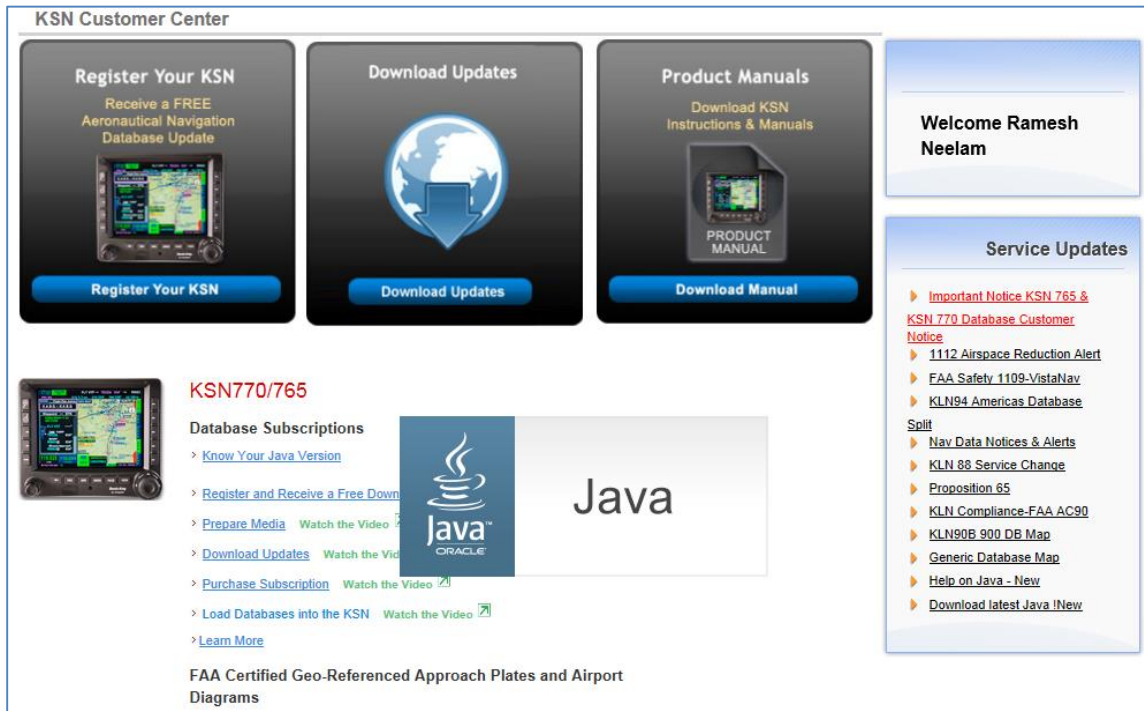 KSN Customer Center
Register Your KSN
Receive a FREE
Aeronautical Navigation
Database Update
Register Your KSN
Download Updates
Download Updates
Product Manuals
Download KSN
Instructions & Manuals
PRODUCT
MANUAL
Download Manual
Welcome Ramesh
Neelam
Service Updates
Important Notice KSN 765 &
KSN 770 Database Customer
Notice
1112 Airspace Reduction Alert
FAA Safety 1109-VistaNav
KLN94 Americas Database
Split
Nav Data Notices & Alerts
KLN 88 Service Change
Proposition 65
KLN Compliance-FAA AC90
KLN90B 900 DB Map
Generic Database Map
Help on Java - New
Download latest Java !New
KSN770/765
Database Subscriptions
> Know Your Java Version
> Register and Receive a Free Down
> Prepare Media Watch the Video
> Download Updates Watch the Vid
> Purchase Subscription Watch the Video
> Load Databases into the KSN Watch the Video
> Learn More
Java™
ORACLE
Java
FAA Certified Geo-Referenced Approach Plates and Airport
Diagrams